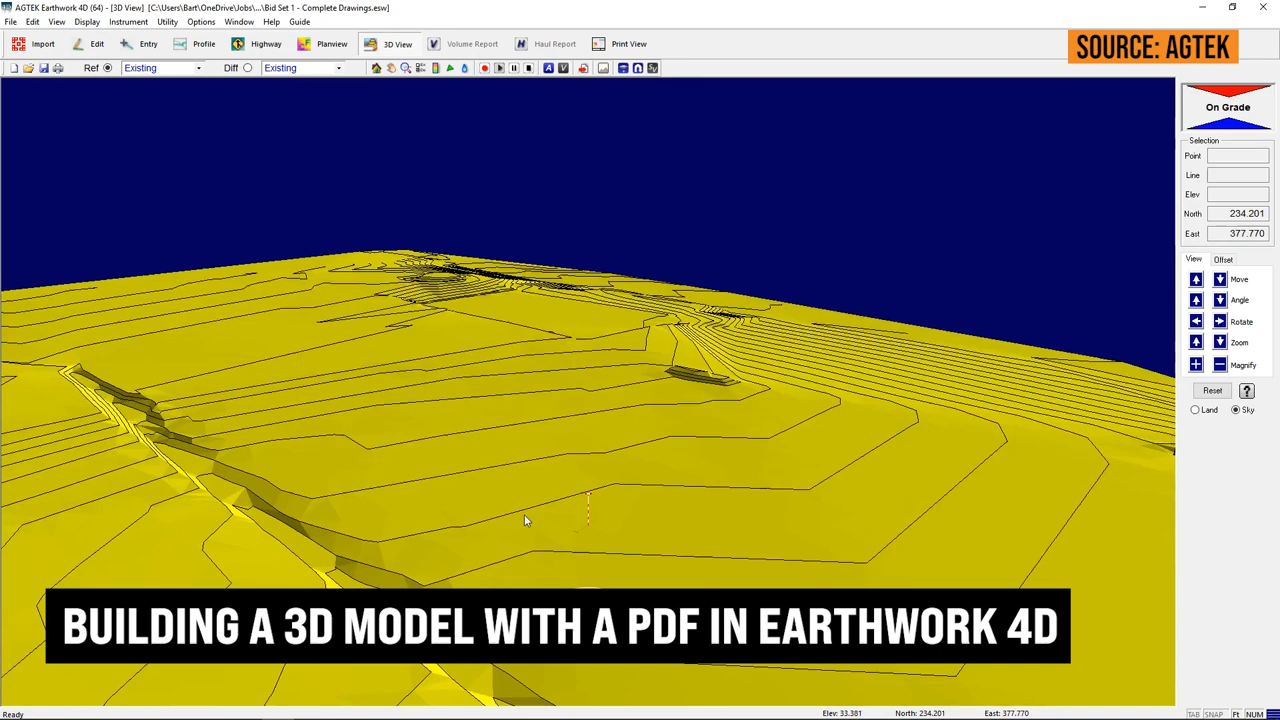 AGTEK Earthwork 4D (64) - [3D View] [C:\Users\Bart\OneDrive\Jobs\...\Bid Set 1 - Complete Drawings.esw]
File Edit View Display Instrument Utility Options Window Help Guide
Import Edit Entry Profile Highway Planview 3D View Volume Report Haul Report Print View
SOURCE: AGTEK
Ref Existing Diff Existing
On Grade
Selection
Point
Line
Elev
North 234.201
East 377.770
View Offset
Move
Angle
Rotate
Zoom
Magnify
Reset ?
Land Sky
BUILDING A 3D MODEL WITH A PDF IN EARTHWORK 4D
Ready Elev: 33.381 North: 234.201 East: 377.770 TAB SNAP Ft NUM